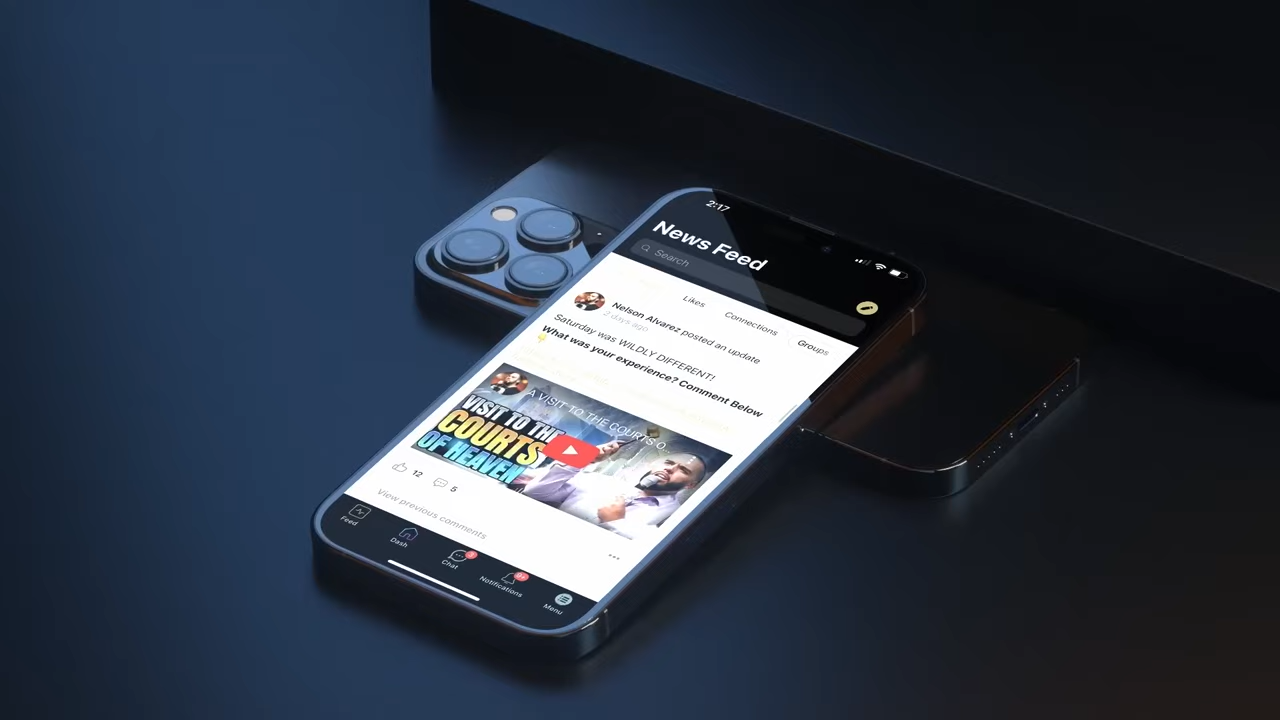 2:17
News Feed
Search
Likes
Connections
Groups
Nelson Alvarez posted an update
2 days ago
Saturday was WILDLY DIFFERENT!
What was your experience? Comment Below
A VISIT TO THE COURTS O...
VISIT TO THE
COURTS
OF HEAVEN
12
5
View previous comments
Feed
Dash
Chat
3
Notifications
9+
Menu